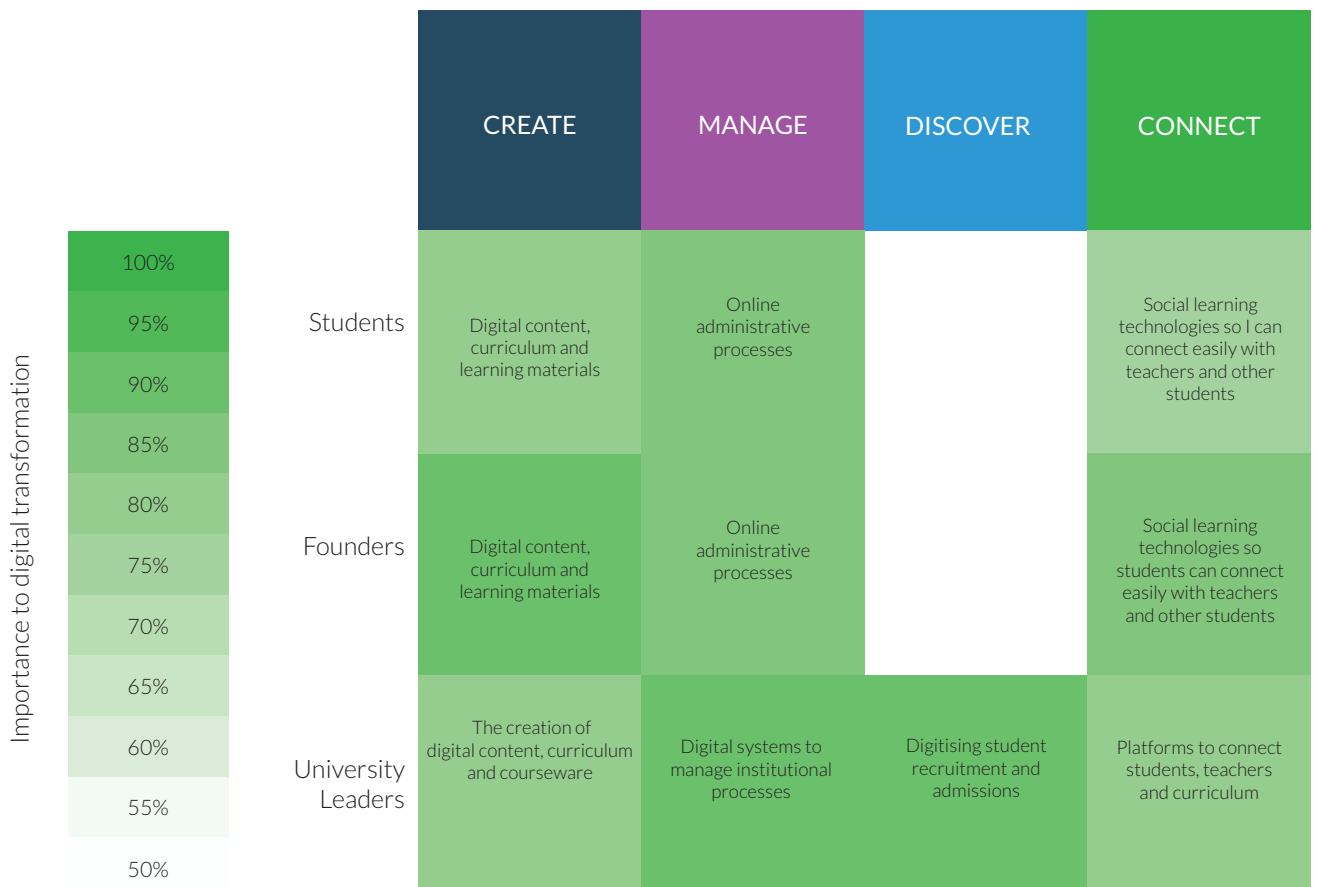 CREATE
MANAGE
DISCOVER
CONNECT
Importance to digital transformation
100%
95%
90%
85%
80%
75%
70%
65%
60%
55%
50%
Students
Digital content,
curriculum and
learning materials
Online
administrative
processes
Social learning
technologies so I can
connect easily with
teachers and other
students
Founders
Digital content,
curriculum and
learning materials
Online
administrative
processes
Social learning
technologies so
students can connect
easily with teachers
and other students
University
Leaders
The creation of
digital content, curriculum
and courseware
Digital systems to
manage institutional
processes
Digitising student
recruitment and
admissions
Platforms to connect
students, teachers
and curriculum